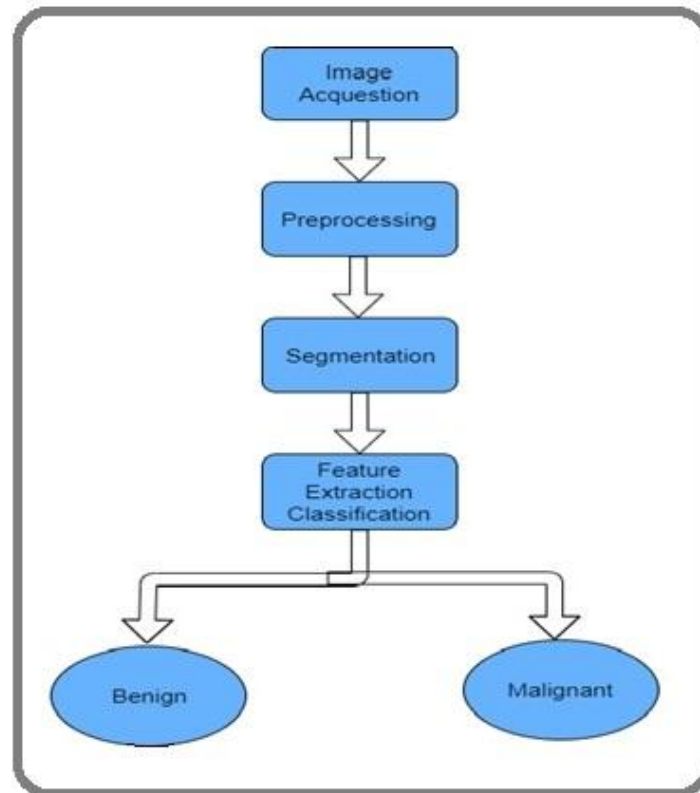 Image
Acquestion
Preprocessing
Segmentation
Feature
Extraction
Classification
Benign
Malignant